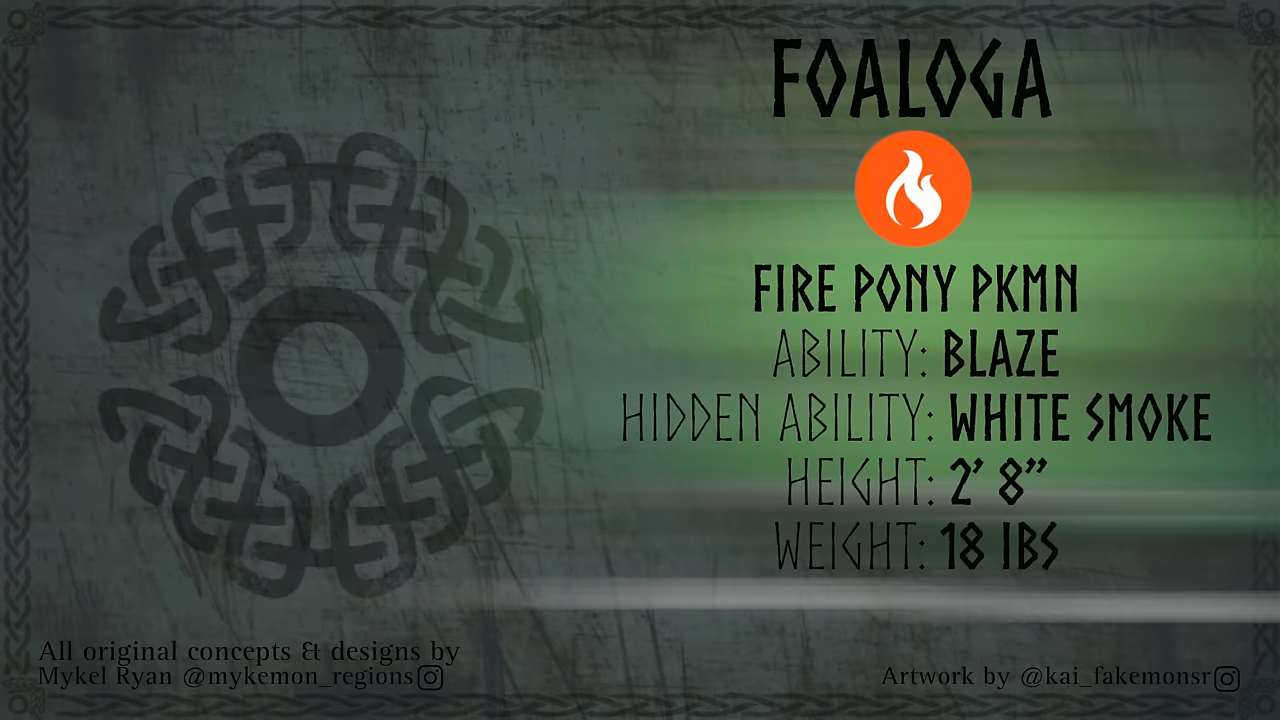 FOALOGA
FIRE PONY PKMN
ABILITY: BLAZE
HIDDEN ABILITY: WHITE SMOKE
HEIGHT: 2’ 8”
WEIGHT: 18 lBS
All original concepts & designs by
Mykel Ryan @mykemon_regions
Artwork by @kai_fakemonsr